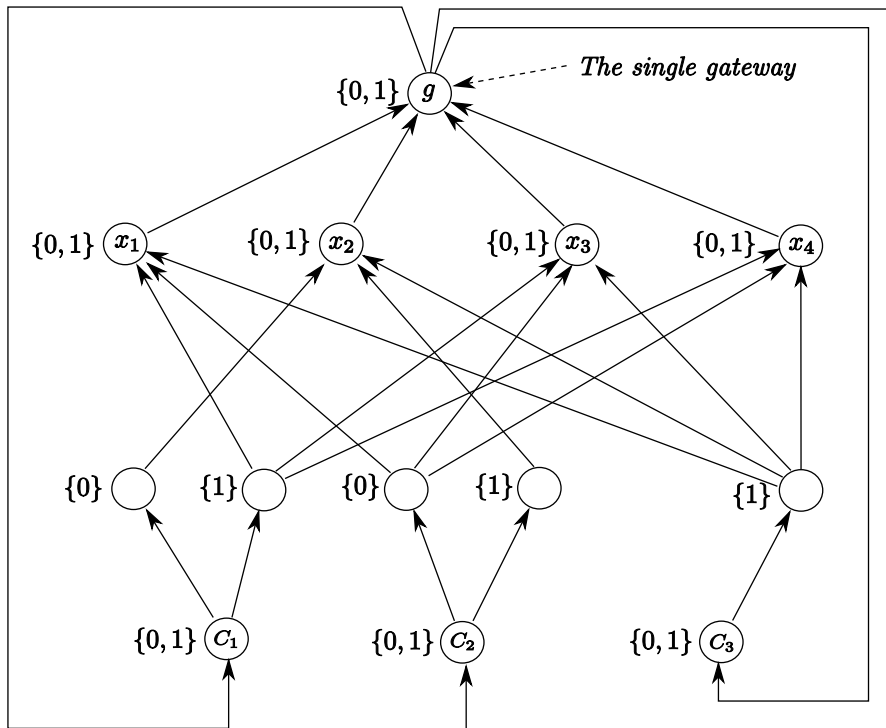 The single gateway
{0, 1} g
{0, 1} x₁ {0, 1} x₂ {0, 1} x₃ {0, 1} x₄
{0} {1} {0} {1} {1}
{0, 1} C₁ {0, 1} C₂ {0, 1} C₃